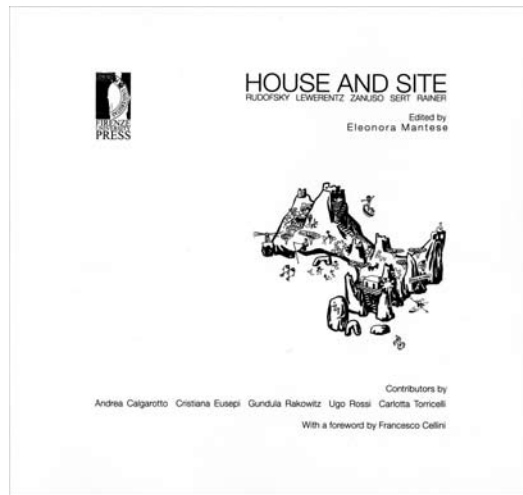 HOUSE AND SITE
RUDOFSKY LEWERENTZ ZANUSO SERT RAINER
Edited by
Eleonora Mantese
FIRENZE
UNIVERSITY
PRESS
Contributors by
Andrea Calgarotto Cristiana Eusepi Gundula Rakowitz Ugo Rossi Carlotta Torricelli
With a foreword by Francesco Cellini